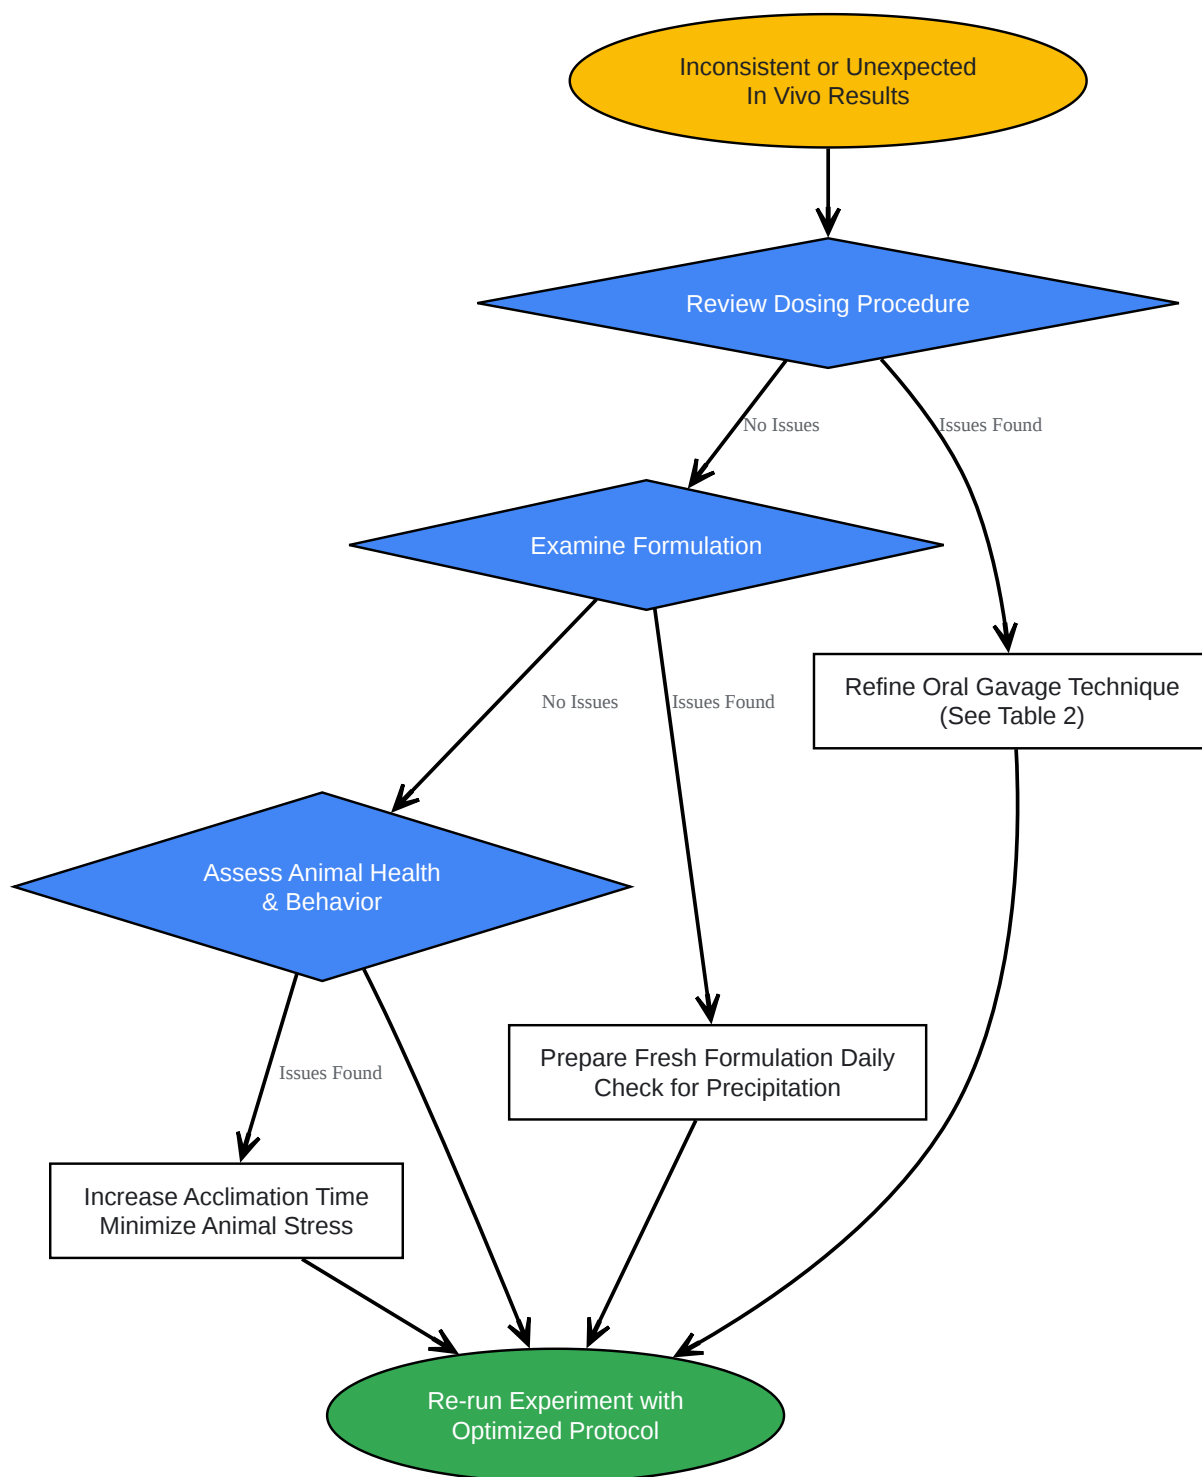 Inconsistent or Unexpected
In Vivo Results
Review Dosing Procedure
No Issues
Issues Found
Examine Formulation
Refine Oral Gavage Technique
(See Table 2)
No Issues
Issues Found
Assess Animal Health
& Behavior
Prepare Fresh Formulation Daily
Check for Precipitation
Issues Found
Increase Acclimation Time
Minimize Animal Stress
Re-run Experiment with
Optimized Protocol